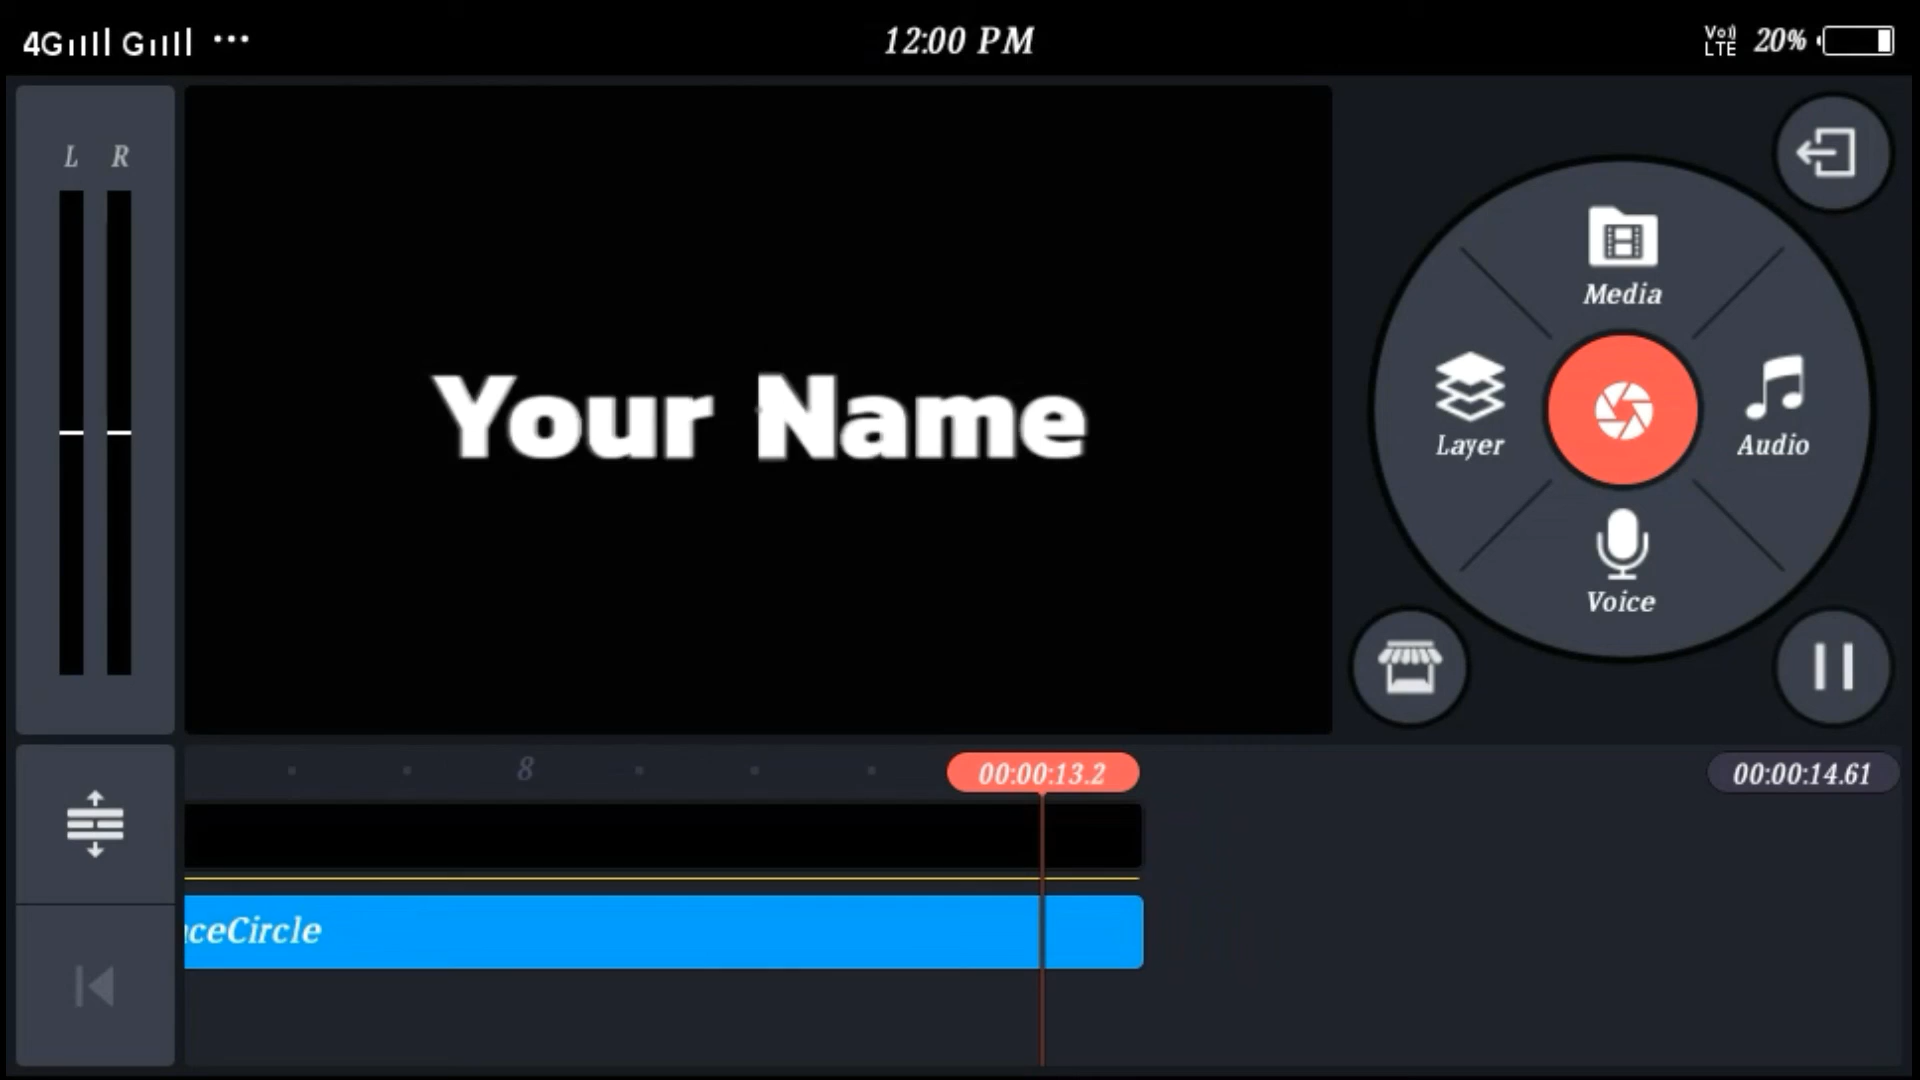 4G G ... 12:00 PM Vo) LTE 20%
L R
Your Name
Media
Layer
Audio
Voice
8 00:00:13.2 00:00:14.61
ceCircle